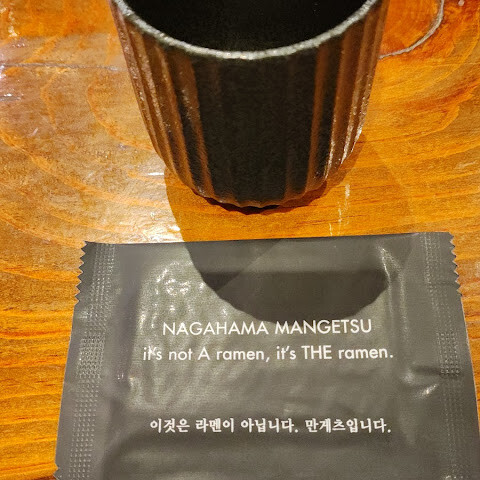 NAGAHAMA MANGETSU
it's not A ramen, it's THE ramen.
이것은 라멘이 아닙니다. 만게츠입니다.